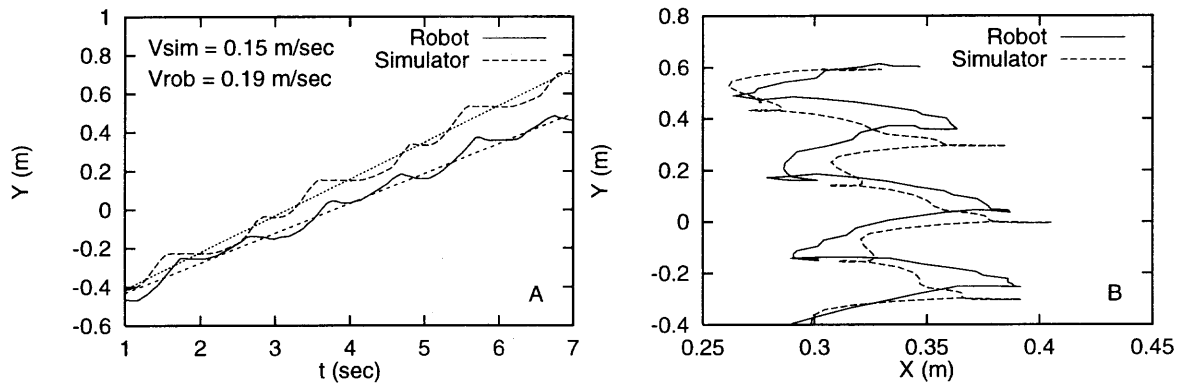 1
0.8
0.6
0.4
0.2
0
-0.2
-0.4
-0.6
Y (m)
Vsim = 0.15 m/sec
Vrob = 0.19 m/sec
Robot
Simulator
A
1 2 3 4 5 6 7
t (sec)
0.8
0.6
0.4
0.2
0
-0.2
-0.4
Y (m)
Robot
Simulator
B
0.25 0.3 0.35 0.4 0.45
X (m)